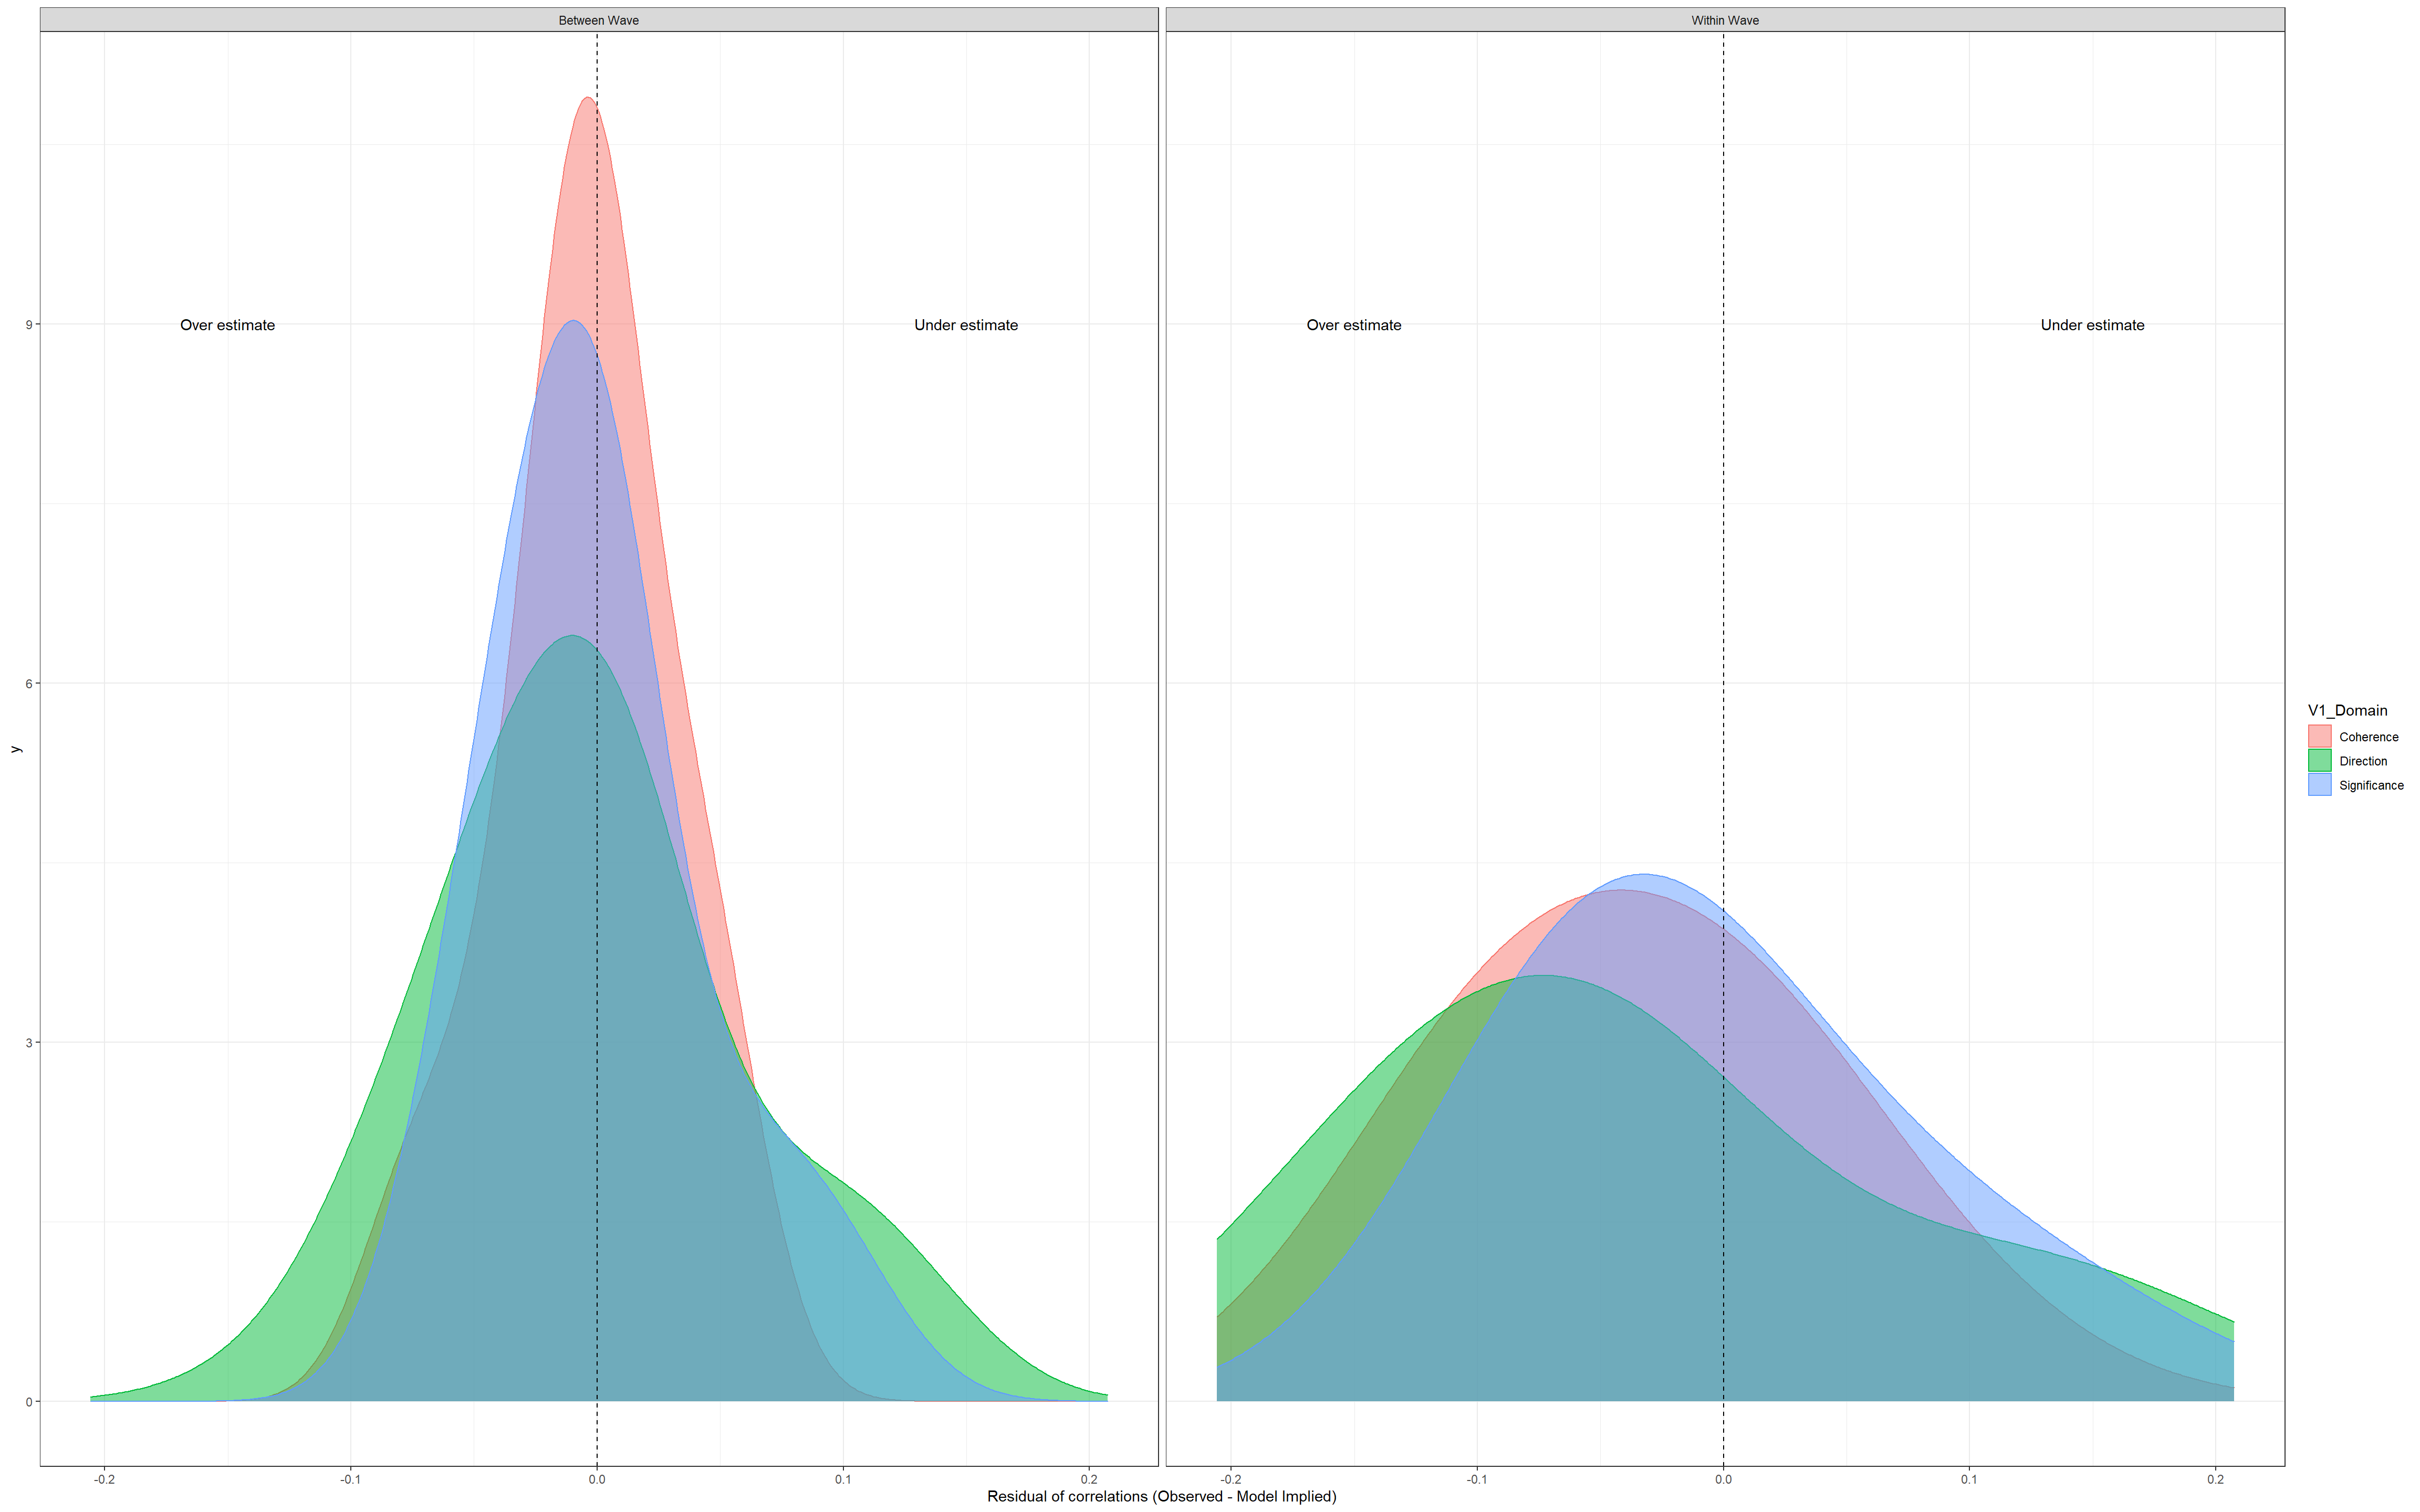 Between Wave
Within Wave
Over estimate
Under estimate
Over estimate
Under estimate
9
6
3
0
y
-0.2
-0.1
0.0
0.1
0.2
-0.2
-0.1
0.0
0.1
0.2
Residual of correlations (Observed - Model Implied)
V1_Domain
Coherence
Direction
Significance